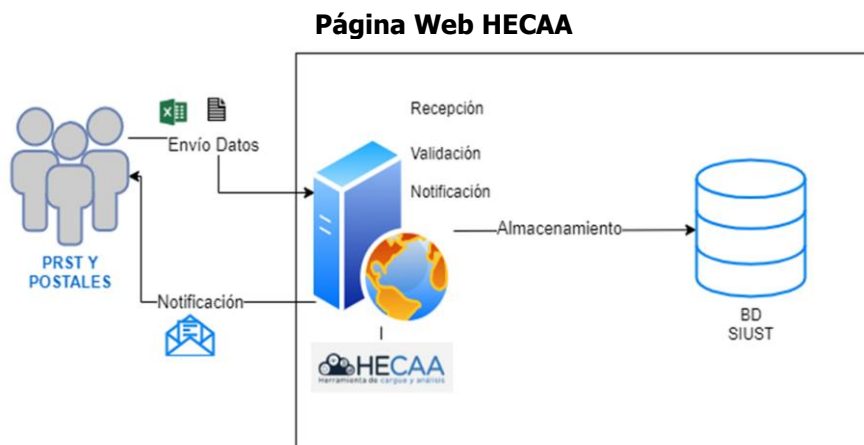 Página Web HECAA
Recepción
Envío Datos
Validación
Notificación
Almacenamiento
PRST Y
POSTALES
Notificación
BD
SIUST
HECAA
Herramienta de cargue y análisis